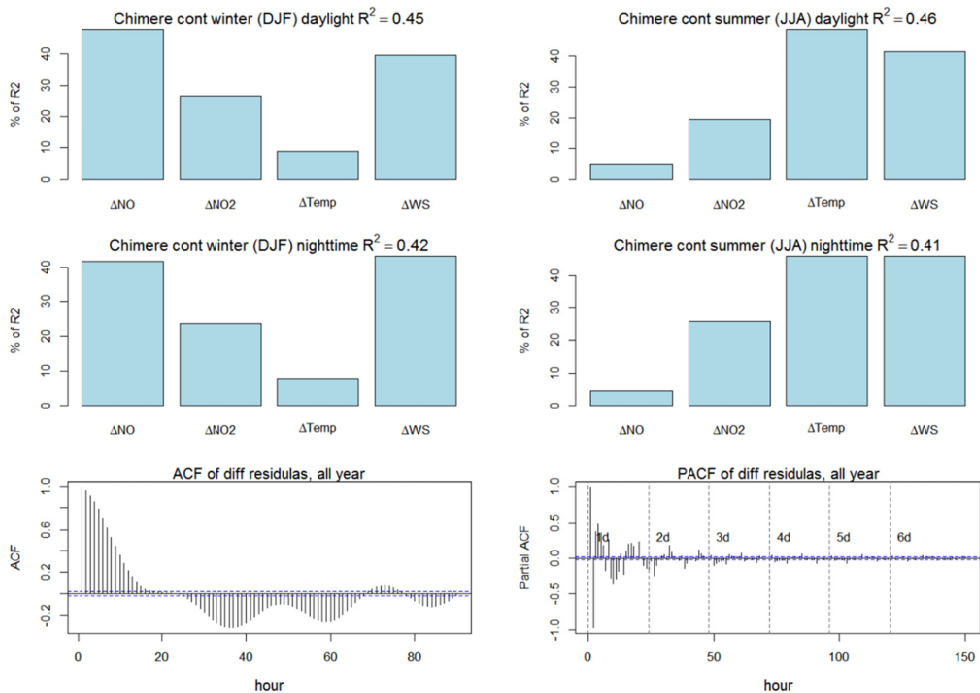 Chimere cont winter (DJF) daylight R² = 0.45
% of R2
0 10 20 30 40
ΔNO ΔNO2 ΔTemp ΔWS
Chimere cont summer (JJA) daylight R² = 0.46
% of R2
0 10 20 30 40
ΔNO ΔNO2 ΔTemp ΔWS
Chimere cont winter (DJF) nighttime R² = 0.42
% of R2
0 10 20 30 40
ΔNO ΔNO2 ΔTemp ΔWS
Chimere cont summer (JJA) nighttime R² = 0.41
% of R2
0 10 20 30 40
ΔNO ΔNO2 ΔTemp ΔWS
ACF of diff residulas, all year
ACF
-0.2 0.2 0.6 1.0
0 20 40 60 80
hour
PACF of diff residulas, all year
Partial ACF
-1.0 -0.5 0.0 0.5 1.0
1d 2d 3d 4d 5d 6d
0 50 100 150
hour